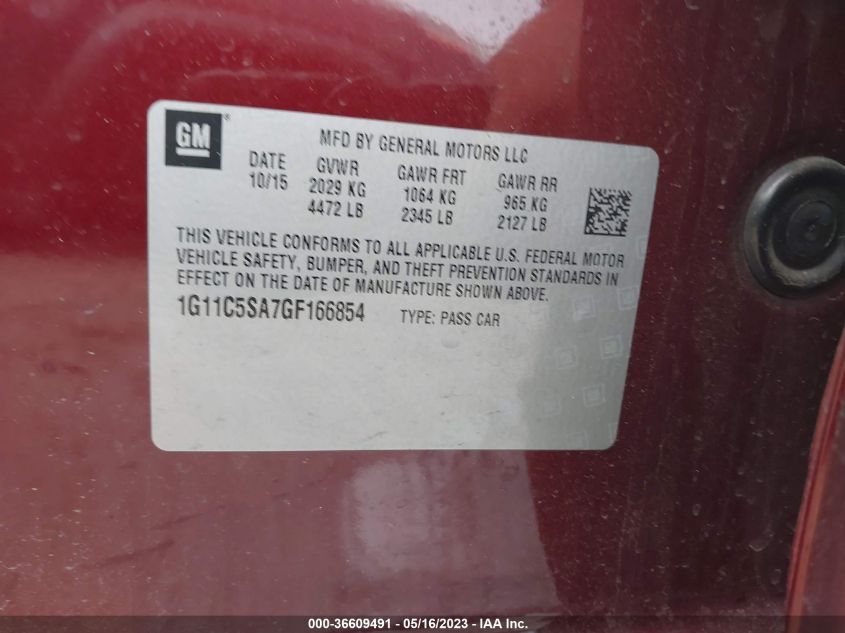 GM®
MFD BY GENERAL MOTORS LLC
DATE GVWR GAWR FRT GAWR RR
10/15 2029 KG 1064 KG 965 KG
4472 LB 2345 LB 2127 LB
THIS VEHICLE CONFORMS TO ALL APPLICABLE U.S. FEDERAL MOTOR
VEHICLE SAFETY, BUMPER, AND THEFT PREVENTION STANDARDS IN
EFFECT ON THE DATE OF MANUFACTURE SHOWN ABOVE.
1G11C5SA7GF166854 TYPE: PASS CAR
000-36609491 - 05/16/2023 - IAA Inc.